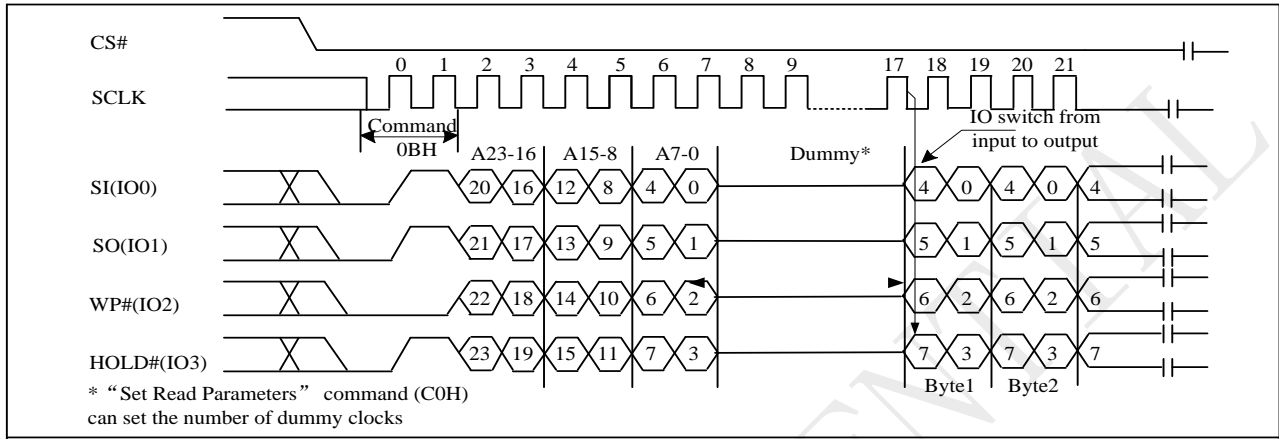 CS#
0 1 2 3 4 5 6 7 8 9 17 18 19 20 21
SCLK
IO switch from
input to output
Command
0BH
A23-16 A15-8 A7-0 Dummy*
SI(IO0) 20 16 12 8 4 0 4 0 4 0 4
SO(IO1) 21 17 13 9 5 1 5 1 5 1 5
WP#(IO2) 22 18 14 10 6 2 6 2 6 2 6
HOLD#(IO3) 23 19 15 11 7 3 7 3 7 3 7
Byte1 Byte2
* “Set Read Parameters” command (C0H)
can set the number of dummy clocks
ENTIAL